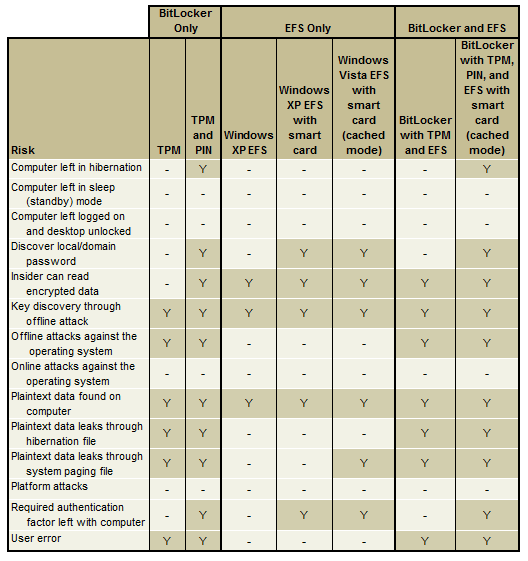 BitLocker Only EFS Only BitLocker and EFS
Risk TPM TPM and PIN Windows XP EFS Windows XP EFS with smart card Windows Vista EFS with smart card (cached mode) BitLocker with TPM and EFS BitLocker with TPM, PIN, and EFS with smart card (cached mode)
Computer left in hibernation - Y - - - - Y
Computer left in sleep (standby) mode - - - - - - -
Computer left logged on and desktop unlocked - - - - - - -
Discover local/domain password - Y - Y Y - Y
Insider can read encrypted data - Y Y Y Y Y Y
Key discovery through offline attack Y Y Y Y Y Y Y
Offline attacks against the operating system Y Y - - - Y Y
Online attacks against the operating system - - - - - - -
Plaintext data found on computer Y Y Y Y Y Y Y
Plaintext data leaks through hibernation file Y Y - - - Y Y
Plaintext data leaks through system paging file Y Y - - Y Y Y
Platform attacks - - - - - - -
Required authentication factor left with computer - Y - Y Y - Y
User error Y Y - - - Y Y